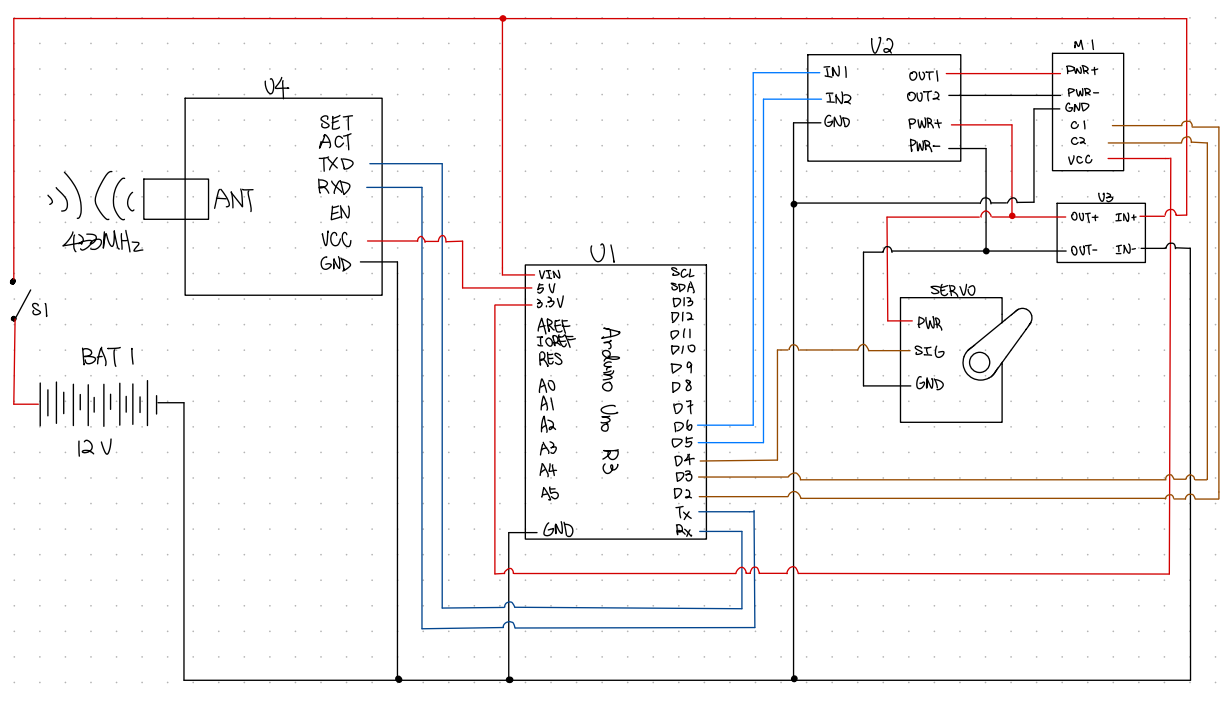 U4
SET
ACT
TXD
RXD
EN
VCC
GND
ANT
433MHz
S1
BAT 1
12V
U1
VIN
5V
3.3V
AREF
IOREF
RES
A0
A1
A2
A3
A4
A5
GND
Arduino Uno R3
SCL
SDA
D13
D12
D11
D10
D9
D8
D7
D6
D5
D4
D3
D2
Tx
Rx
U2
IN1
IN2
GND
OUT1
OUT2
PWR+
PWR-
M1
PWR+
PWR-
GND
C1
C2
VCC
U3
OUT+ IN+
OUT- IN-
SERVO
PWR
SIG
GND